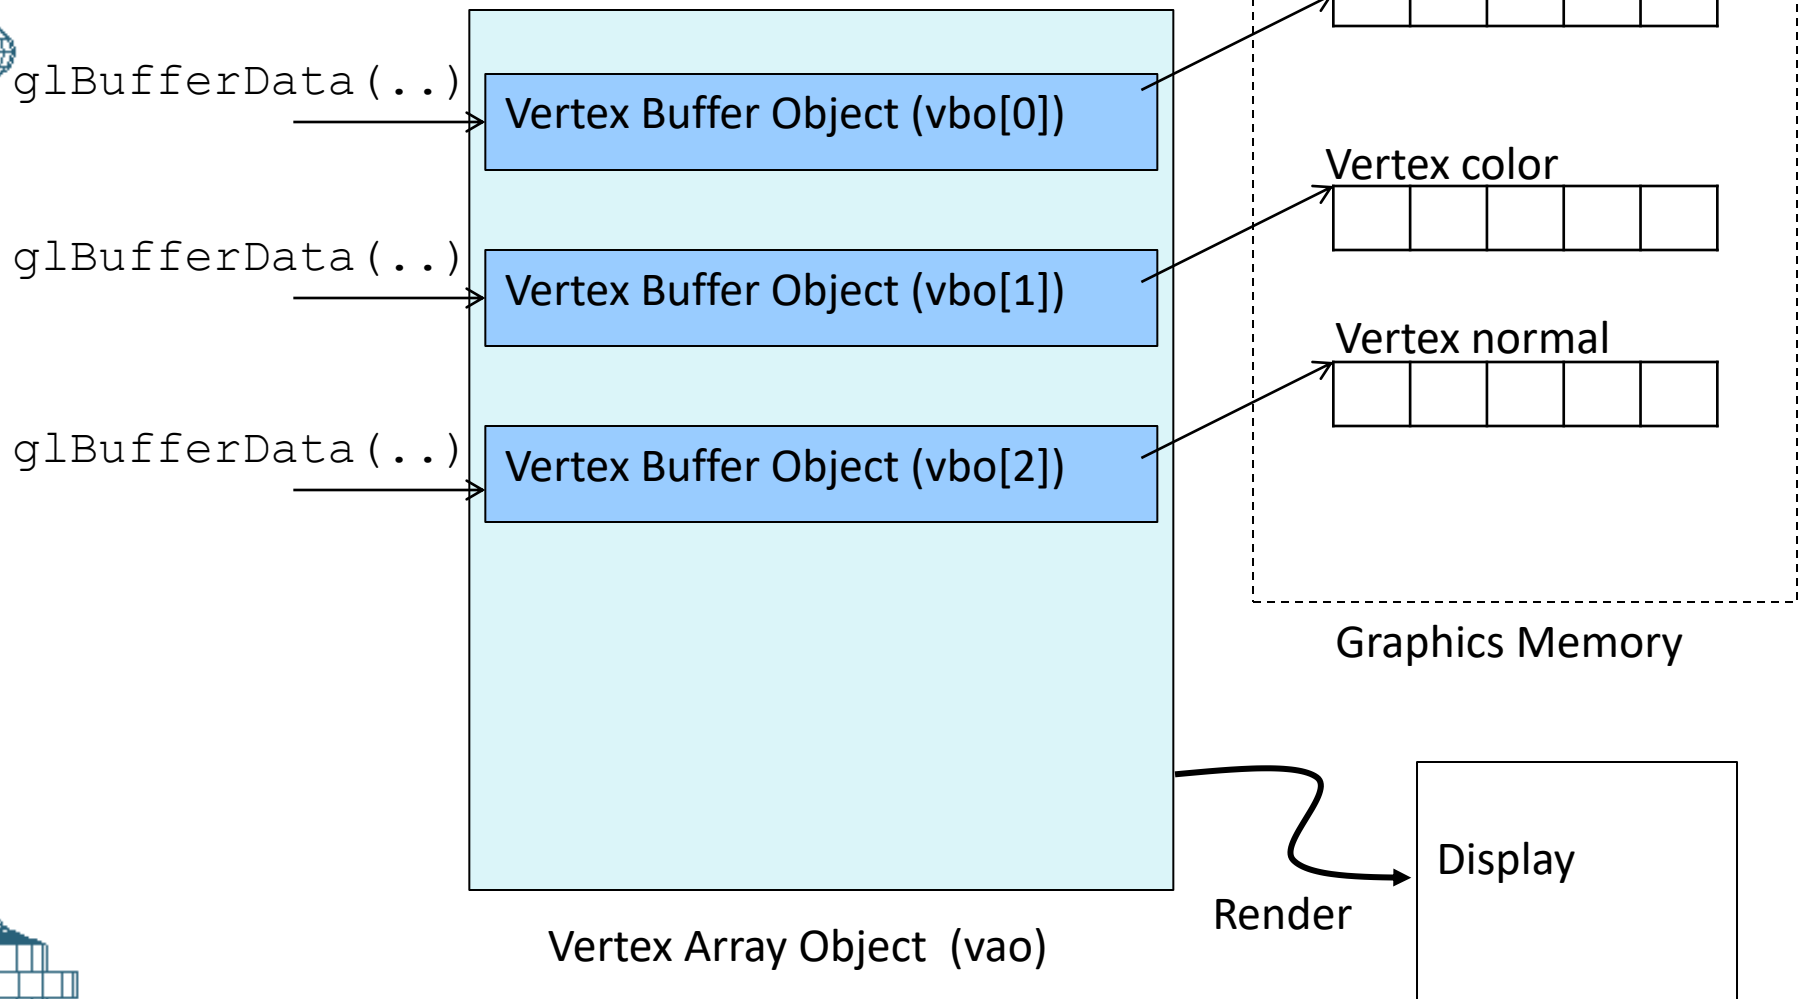 glBufferData(..)
Vertex Buffer Object (vbo[0])
Vertex color
glBufferData(..)
Vertex Buffer Object (vbo[1])
Vertex normal
glBufferData(..)
Vertex Buffer Object (vbo[2])
Graphics Memory
Display
Render
Vertex Array Object (vao)